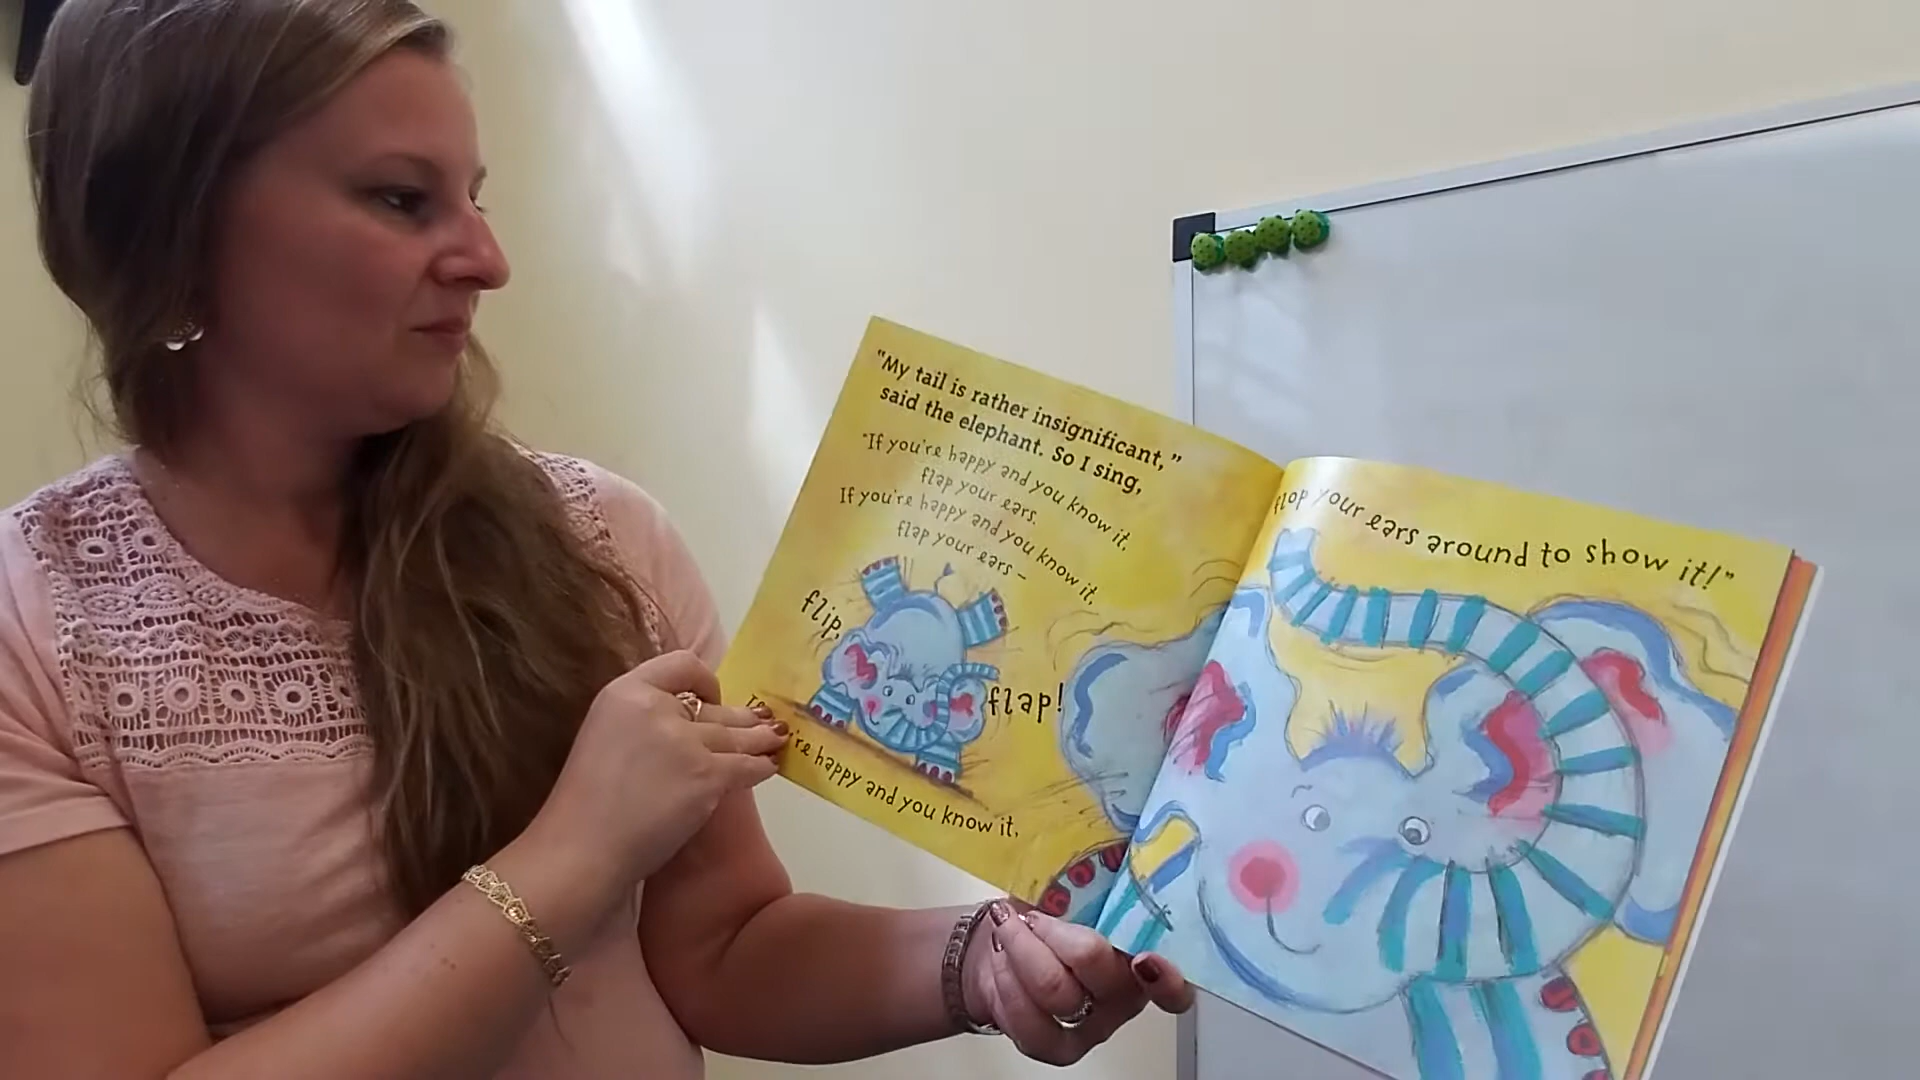 "My tail is rather insignificant,"
said the elephant. So I sing,
"If you're happy and you know it,
flap your ears.
If you're happy and you know it,
flap your ears –
flip,
flap!
happy and you know it,
flop your ears around to show it!"